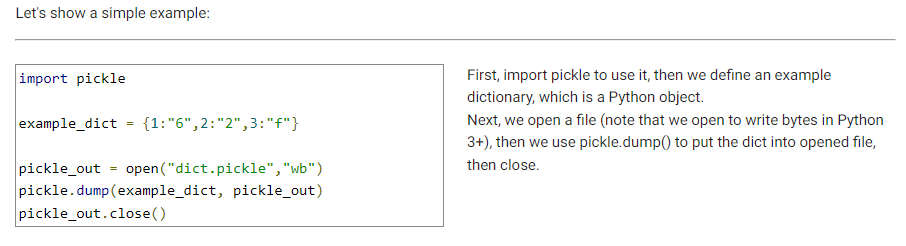 Let's show a simple example:
import pickle
example_dict = {1:"6",2:"2",3:"f"}
pickle_out = open("dict.pickle","wb")
pickle.dump(example_dict, pickle_out)
pickle_out.close()
First, import pickle to use it, then we define an example
dictionary, which is a Python object.
Next, we open a file (note that we open to write bytes in Python
3+), then we use pickle.dump() to put the dict into opened file,
then close.